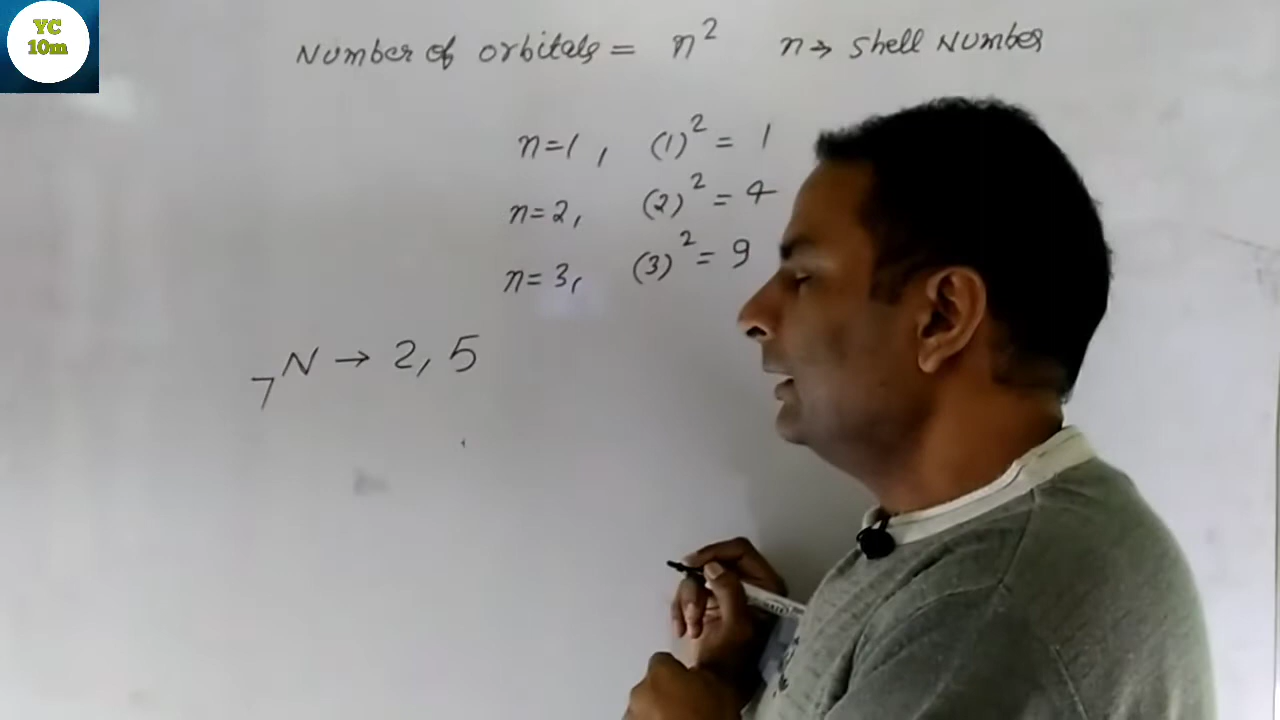 YC
10m
Number of orbitals = n² n → shell Number
n=1, (1)² = 1
n=2, (2)² = 4
n=3, (3)² = 9
₇N → 2, 5